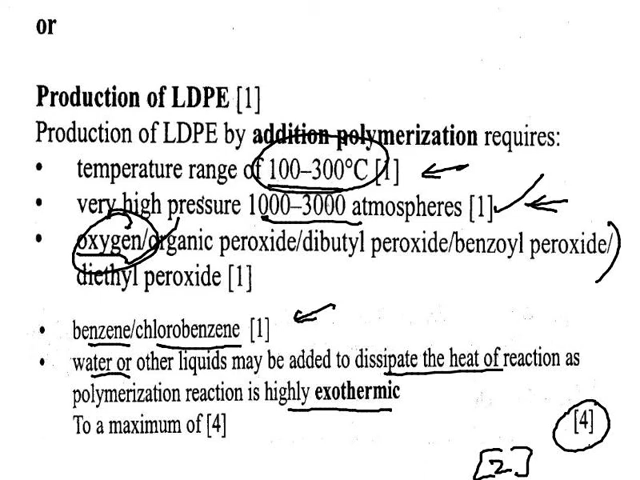 or
Production of LDPE [1]
Production of LDPE by addition polymerization requires:
• temperature range of 100–300°C [1]
• very high pressure 1000–3000 atmospheres [1]
• oxygen/organic peroxide/dibutyl peroxide/benzoyl peroxide/
diethyl peroxide [1]
• benzene/chlorobenzene [1]
• water or other liquids may be added to dissipate the heat of reaction as
polymerization reaction is highly exothermic
To a maximum of [4]
[4]
[2]